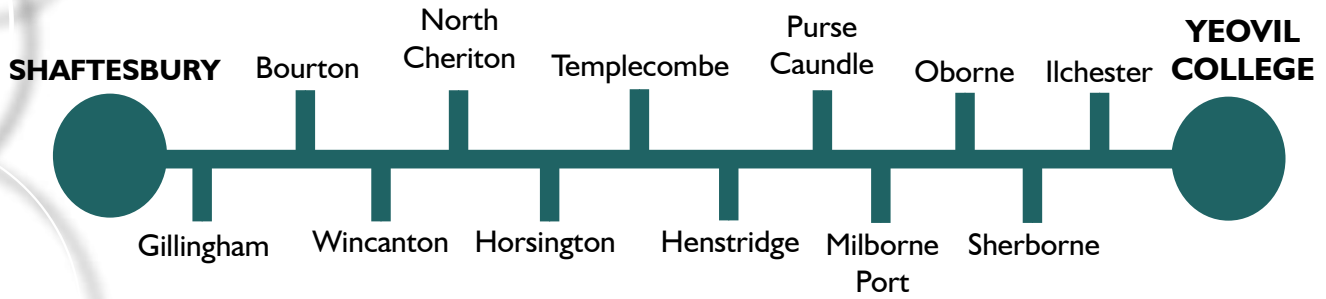 SHAFTESBURY
Gillingham
Bourton
Wincanton
North
Cheriton
Horsington
Templecombe
Henstridge
Purse
Caundle
Milborne
Port
Oborne
Sherborne
Ilchester
YEOVIL
COLLEGE